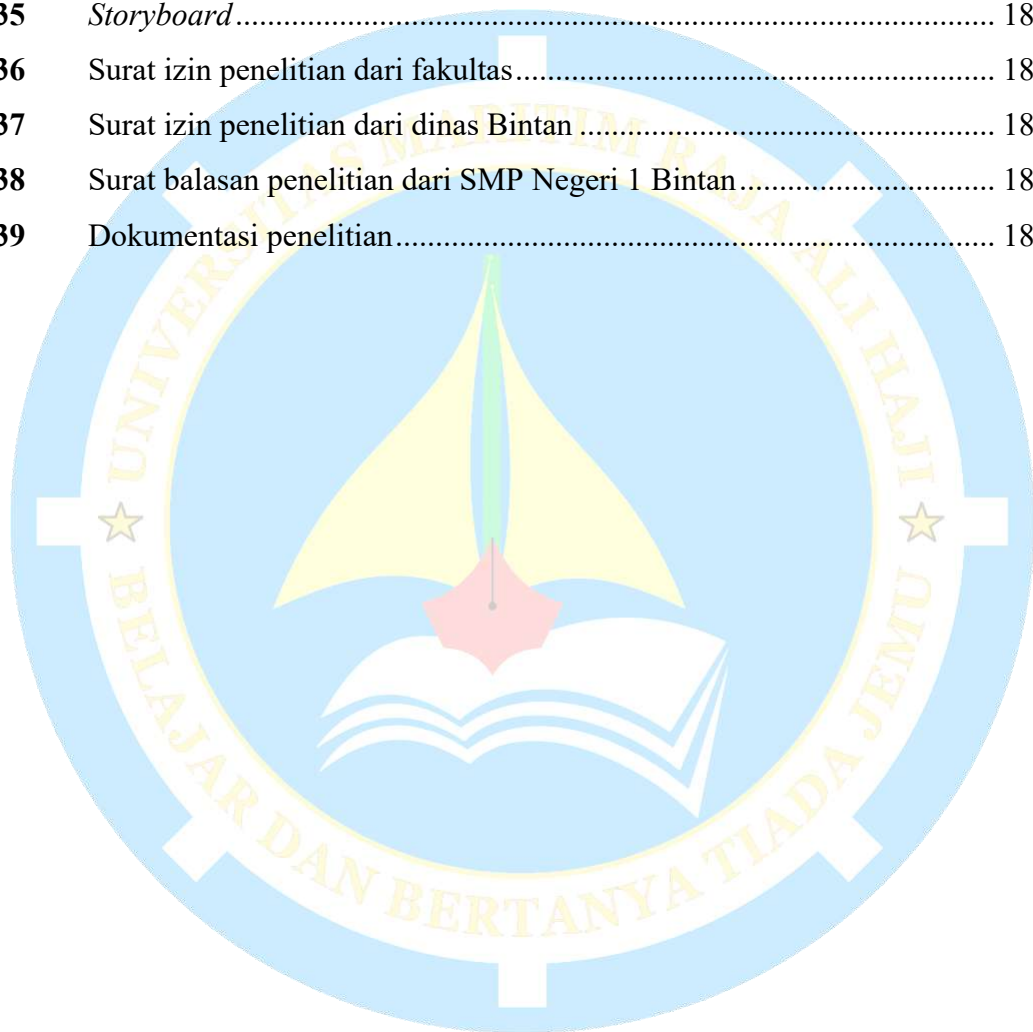 35 Storyboard 18
36 Surat izin penelitian dari fakultas 18
37 Surat izin penelitian dari dinas Bintan 18
38 Surat balasan penelitian dari SMP Negeri 1 Bintan 18
39 Dokumentasi penelitian 18
UNIVERSITAS MARITIM RAJA ALI HAJI
BELAJAR DAN BERTANYA TIADA JEMU